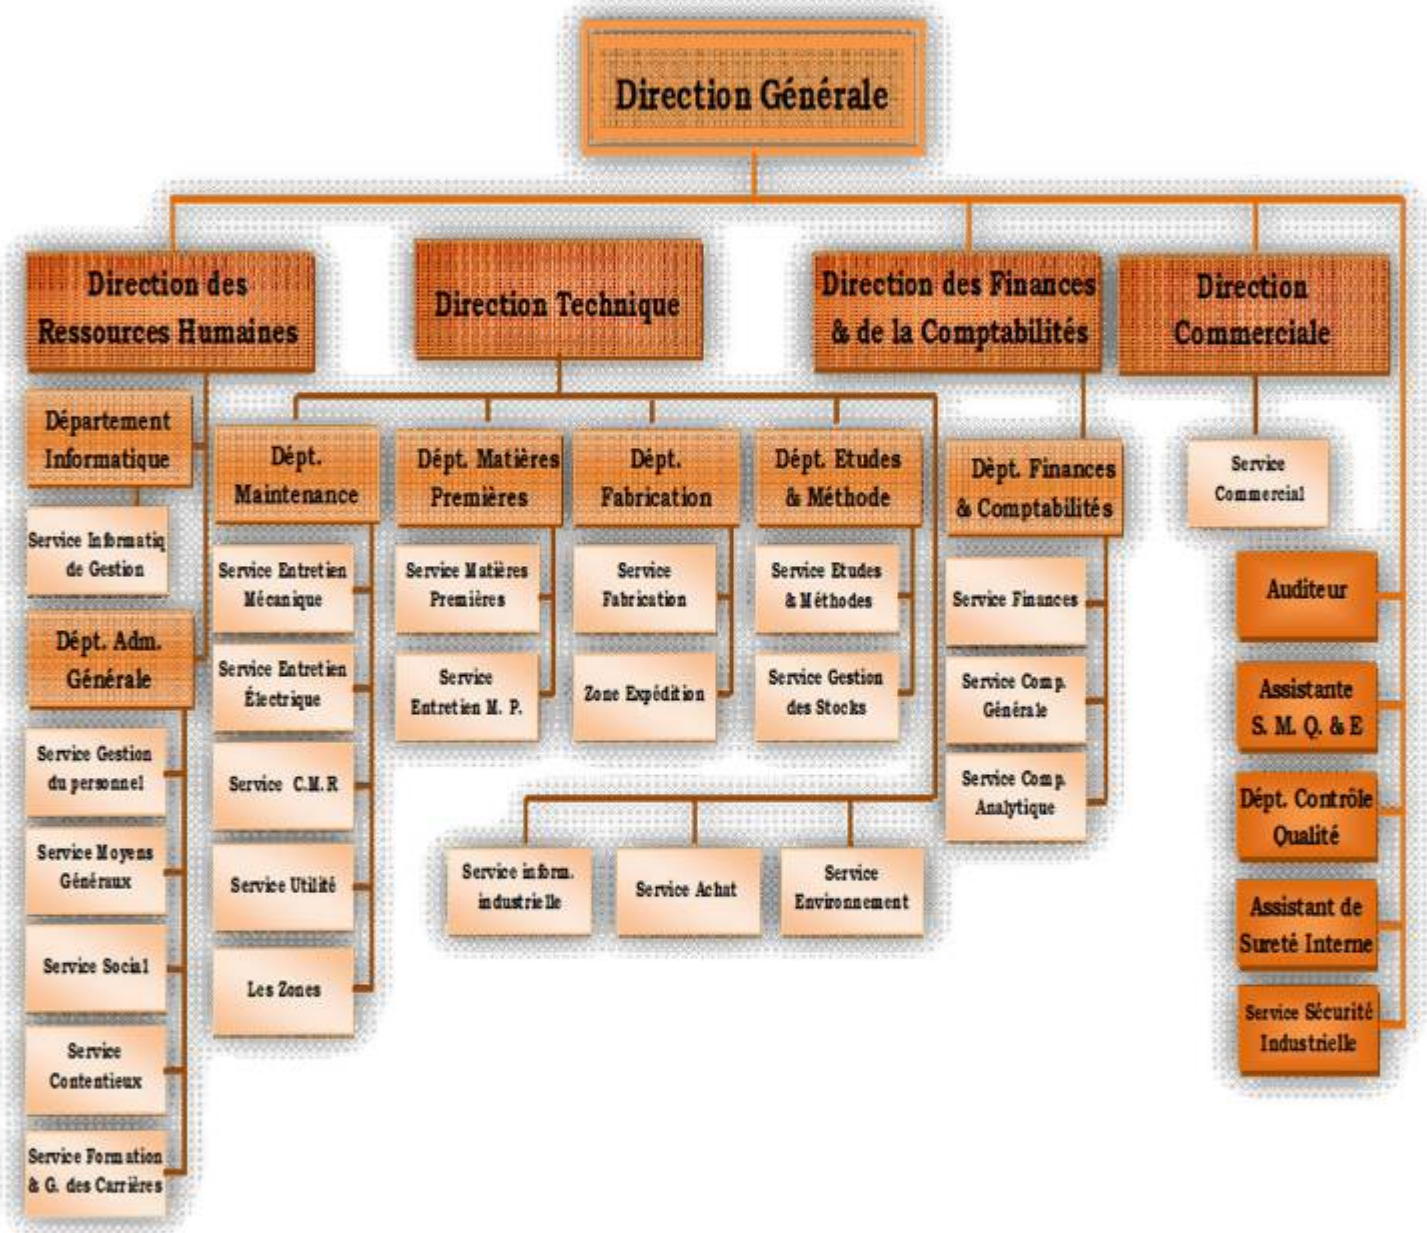 Direction Générale
Direction des
Ressources Humaines
Direction Technique
Direction des Finances
& de la Comptabilités
Direction
Commerciale
Département
Informatique
Service Informatiq
de Gestion
Dépt. Adm.
Générale
Service Gestion
du personnel
Service Moyens
Généraux
Service Social
Service
Contentieux
Service Formation
& G. des Carrières
Dépt.
Maintenance
Service Entretien
Mécanique
Service Entretien
Électrique
Service C.M.R
Service Utilité
Les Zones
Dépt. Matières
Premières
Service Matières
Premières
Service
Entretien M. P.
Dépt.
Fabrication
Service
Fabrication
Zone Expédition
Dépt. Etudes
& Méthode
Service Etudes
& Méthodes
Service Gestion
des Stocks
Service inform.
industrielle
Service Achat
Service
Environnement
Dèpt. Finances
& Comptabilités
Service Finances
Service Comp.
Générale
Service Comp.
Analytique
Service
Commercial
Auditeur
Assistante
S. M. Q. & E
Dépt. Contrôle
Qualité
Assistant de
Sureté Interne
Service Sécurité
Industrielle